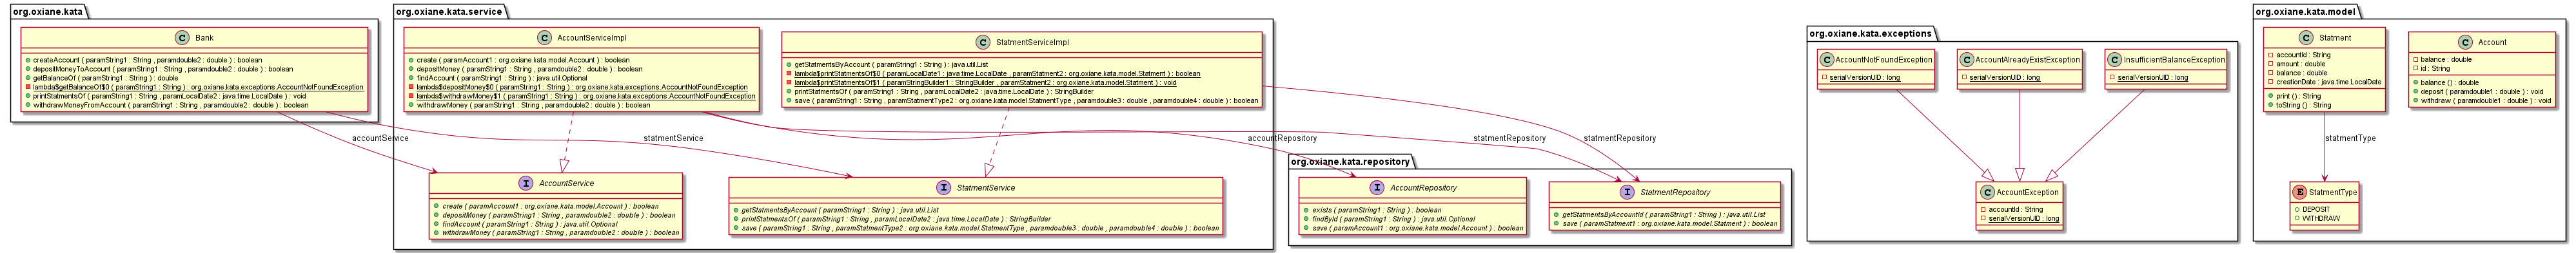 org.oxiane.kata
C Bank
createAccount ( paramString1 : String , paramdouble2 : double ) : boolean
depositMoneyToAccount ( paramString1 : String , paramdouble2 : double ) : boolean
getBalanceOf ( paramString1 : String ) : double
lambda$getBalanceOf$0 ( paramString1 : String ) : org.oxiane.kata.exceptions.AccountNotFoundException
printStatmentsOf ( paramString1 : String , paramLocalDate2 : java.time.LocalDate ) : void
withdrawMoneyFromAccount ( paramString1 : String , paramdouble2 : double ) : boolean
org.oxiane.kata.service
C AccountServiceImpl
create ( paramAccount1 : org.oxiane.kata.model.Account ) : boolean
depositMoney ( paramString1 : String , paramdouble2 : double ) : boolean
findAccount ( paramString1 : String ) : java.util.Optional
lambda$depositMoney$0 ( paramString1 : String ) : org.oxiane.kata.exceptions.AccountNotFoundException
lambda$withdrawMoney$1 ( paramString1 : String ) : org.oxiane.kata.exceptions.AccountNotFoundException
withdrawMoney ( paramString1 : String , paramdouble2 : double ) : boolean
C StatmentServiceImpl
getStatmentsByAccount ( paramString1 : String ) : java.util.List
lambda$printStatmentsOf$0 ( paramLocalDate1 : java.time.LocalDate , paramStatment2 : org.oxiane.kata.model.Statment ) : boolean
lambda$printStatmentsOf$1 ( paramStringBuilder1 : StringBuilder , paramStatment2 : org.oxiane.kata.model.Statment ) : void
printStatmentsOf ( paramString1 : String , paramLocalDate2 : java.time.LocalDate ) : StringBuilder
save ( paramString1 : String , paramStatmentType2 : org.oxiane.kata.model.StatmentType , paramdouble3 : double , paramdouble4 : double ) : boolean
accountService
statmentService
accountRepository
statmentRepository
statmentRepository
I AccountService
create ( paramAccount1 : org.oxiane.kata.model.Account ) : boolean
depositMoney ( paramString1 : String , paramdouble2 : double ) : boolean
findAccount ( paramString1 : String ) : java.util.Optional
withdrawMoney ( paramString1 : String , paramdouble2 : double ) : boolean
I StatmentService
getStatmentsByAccount ( paramString1 : String ) : java.util.List
printStatmentsOf ( paramString1 : String , paramLocalDate2 : java.time.LocalDate ) : StringBuilder
save ( paramString1 : String , paramStatmentType2 : org.oxiane.kata.model.StatmentType , paramdouble3 : double , paramdouble4 : double ) : boolean
org.oxiane.kata.repository
I AccountRepository
exists ( paramString1 : String ) : boolean
findById ( paramString1 : String ) : java.util.Optional
save ( paramAccount1 : org.oxiane.kata.model.Account ) : boolean
I StatmentRepository
getStatmentsByAccountId ( paramString1 : String ) : java.util.List
save ( paramStatment1 : org.oxiane.kata.model.Statment ) : boolean
org.oxiane.kata.exceptions
C AccountNotFoundException
serialVersionUID : long
C AccountAlreadyExistException
serialVersionUID : long
C InsufficientBalanceException
serialVersionUID : long
C AccountException
accountId : String
serialVersionUID : long
org.oxiane.kata.model
C Statment
accountId : String
amount : double
balance : double
creationDate : java.time.LocalDate
print () : String
toString () : String
C Account
balance : double
id : String
balance () : double
deposit ( paramdouble1 : double ) : void
withdraw ( paramdouble1 : double ) : void
statmentType
E StatmentType
DEPOSIT
WITHDRAW